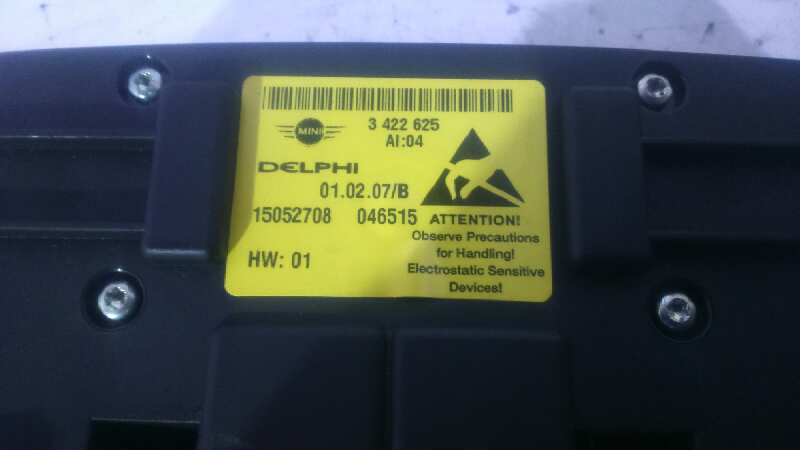 MINI
3 422 625
AI:04
DELPHI
01.02.07/B
15052708 046515
HW: 01
ATTENTION!
Observe Precautions
for Handling!
Electrostatic Sensitive
Devices!